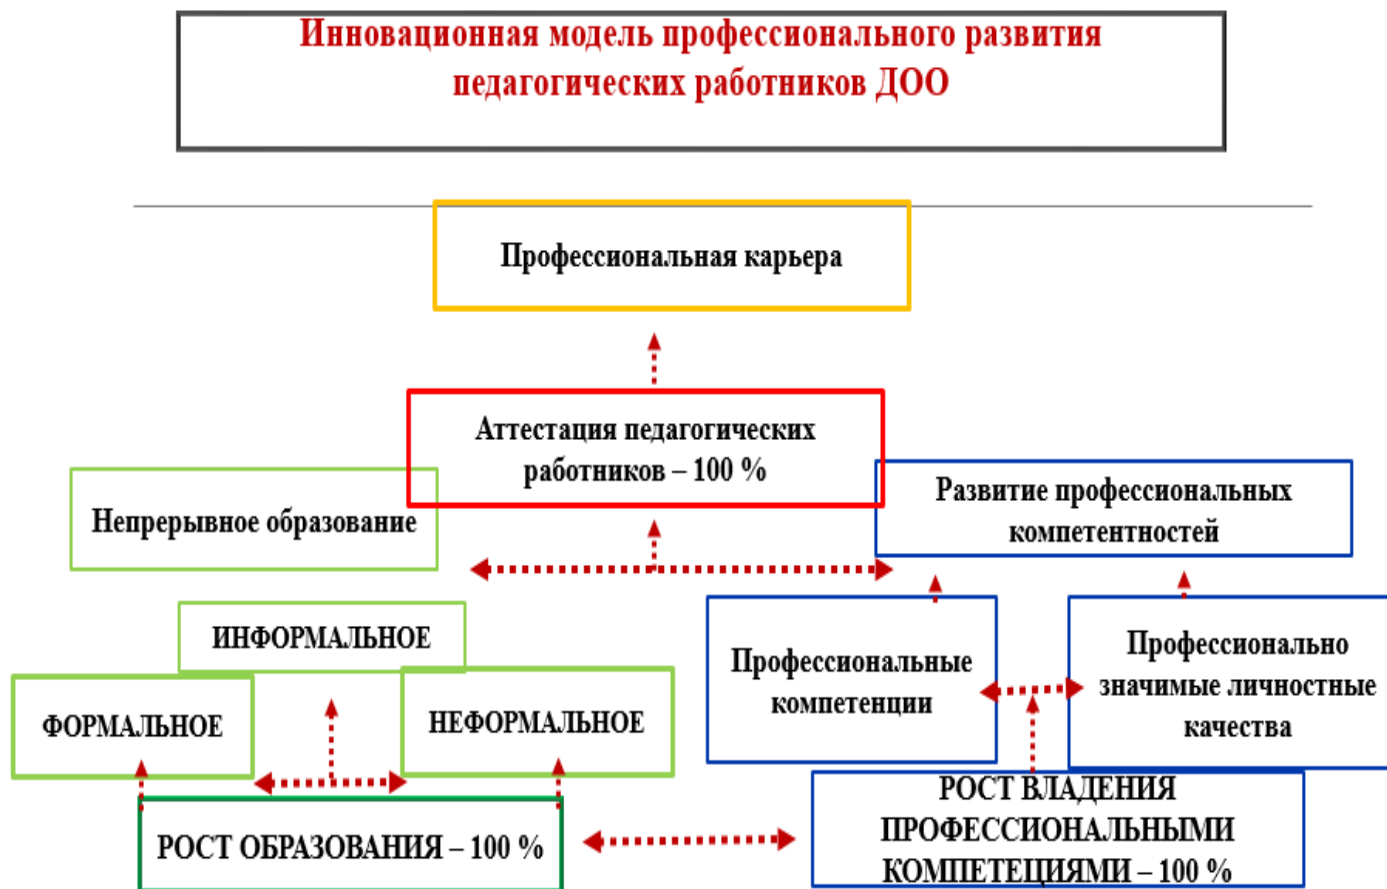 Инновационная модель профессионального развития
педагогических работников ДОО
Профессиональная карьера
Аттестация педагогических
работников – 100 %
Непрерывное образование
Развитие профессиональных
компетентностей
ИНФОРМАЛЬНОЕ
ФОРМАЛЬНОЕ
НЕФОРМАЛЬНОЕ
Профессиональные
компетенции
Профессионально
значимые личностные
качества
РОСТ ОБРАЗОВАНИЯ – 100 %
РОСТ ВЛАДЕНИЯ
ПРОФЕССИОНАЛЬНЫМИ
КОМПЕТЕЦИЯМИ – 100 %